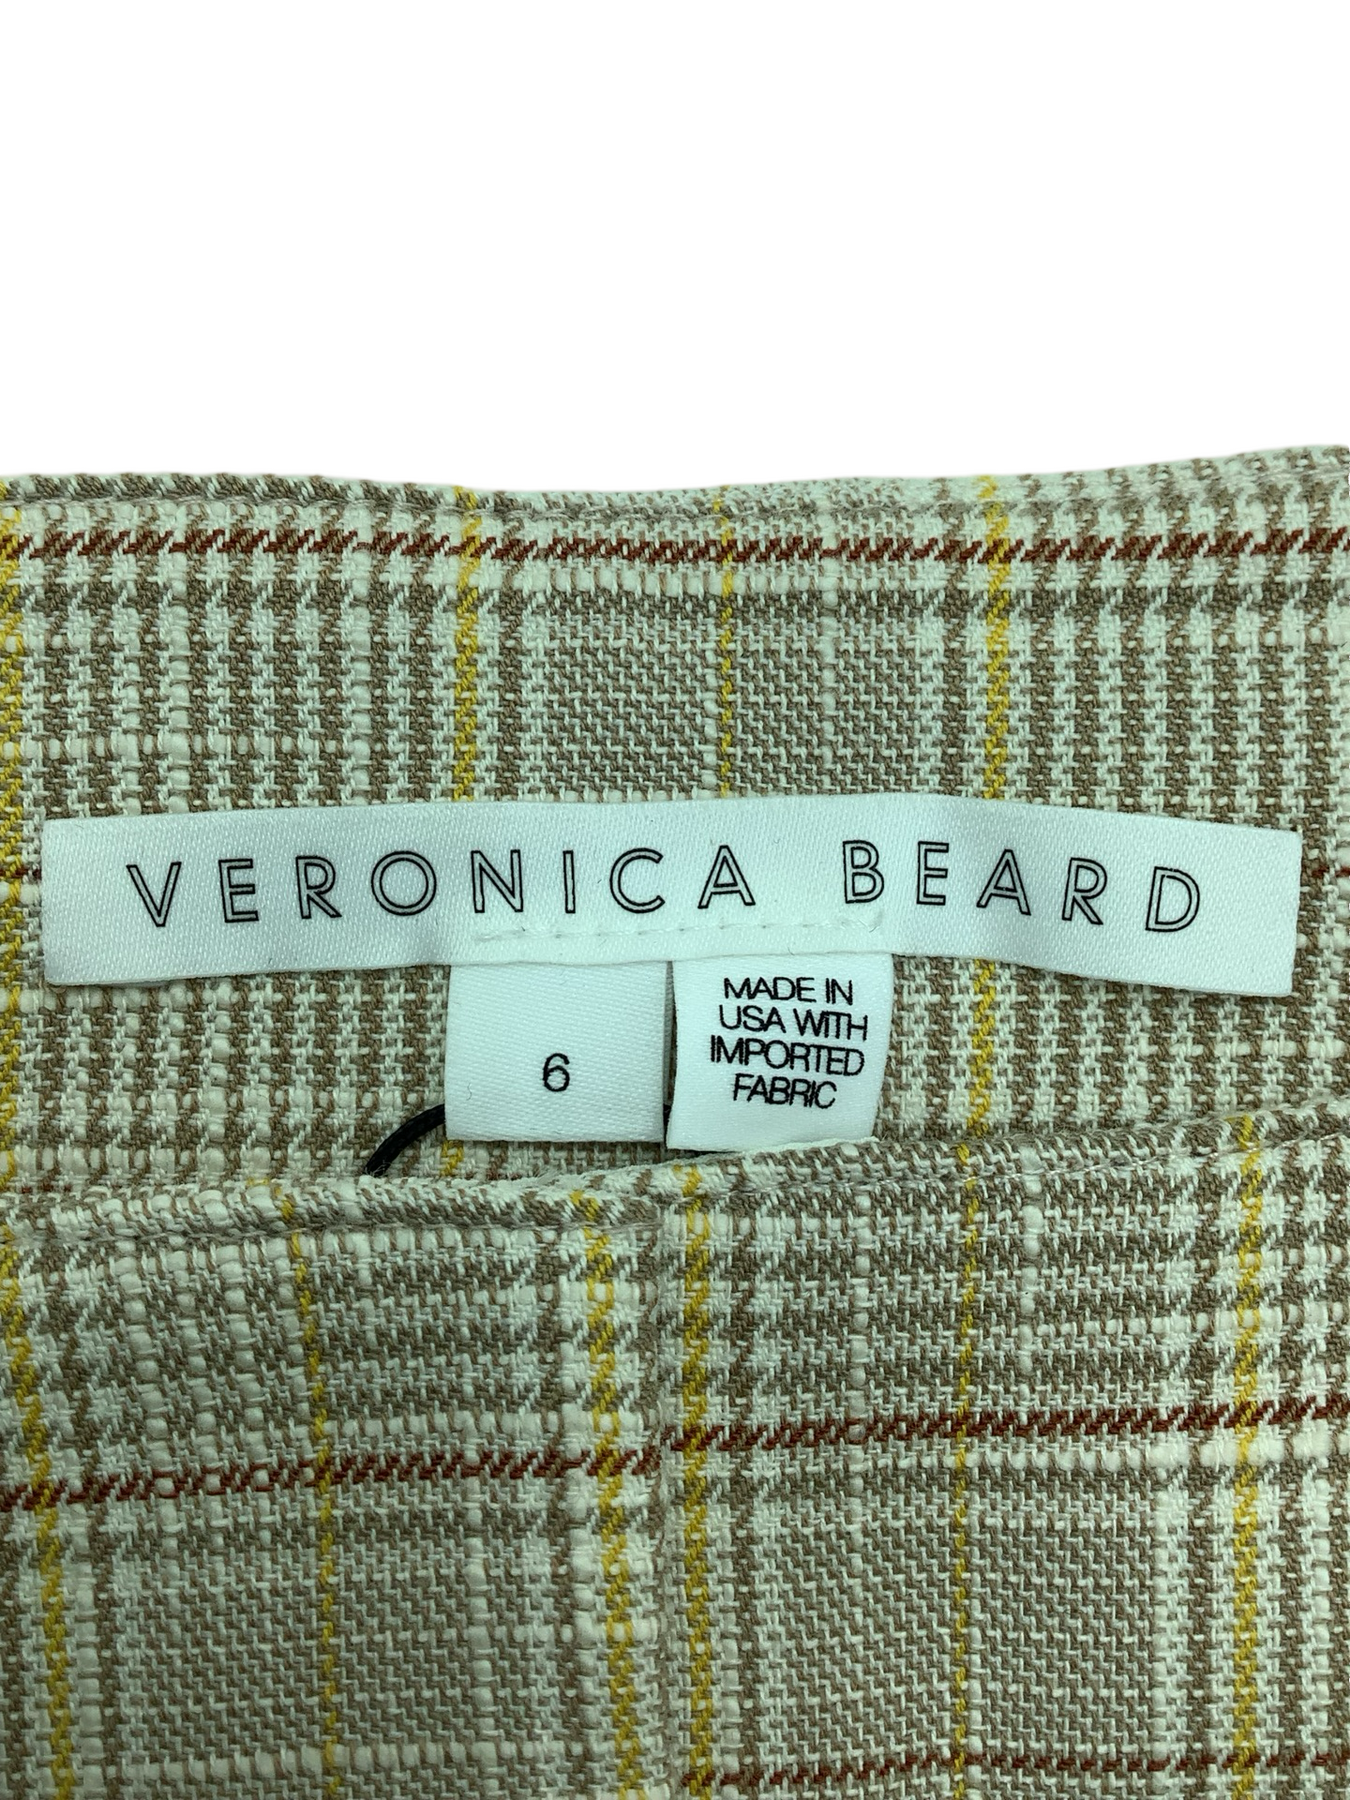 VERONICA BEARD
6
MADE IN
USA WITH
IMPORTED
FABRIC